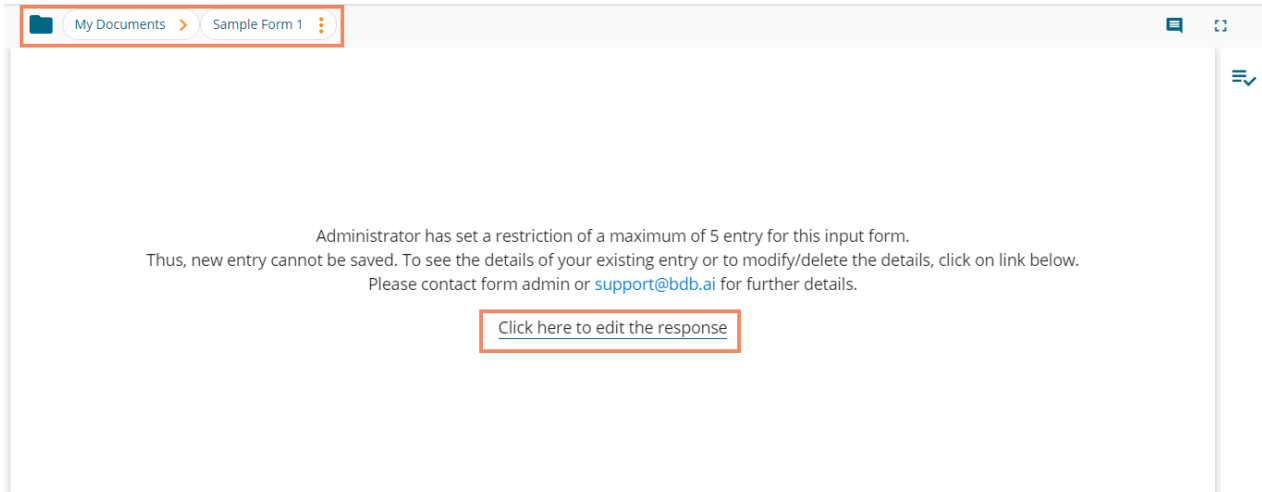 My Documents Sample Form 1
Administrator has set a restriction of a maximum of 5 entry for this input form.
Thus, new entry cannot be saved. To see the details of your existing entry or to modify/delete the details, click on link below.
Please contact form admin or support@bdb.ai for further details.
Click here to edit the response